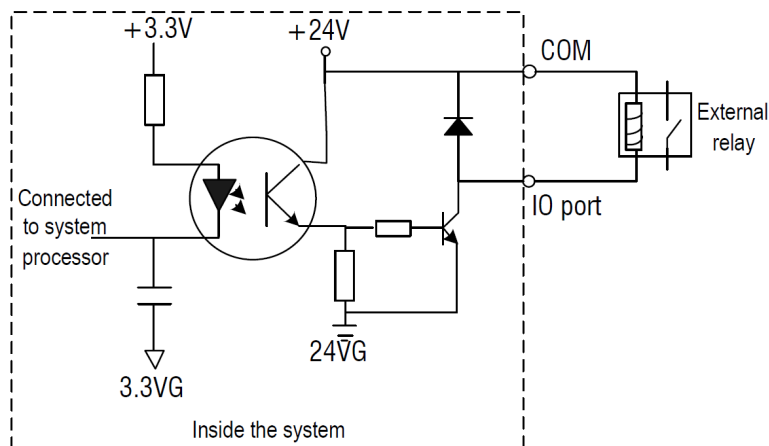 +3.3V
+24V
COM
External
relay
Connected
to system
processor
IO port
24VG
3.3VG
Inside the system